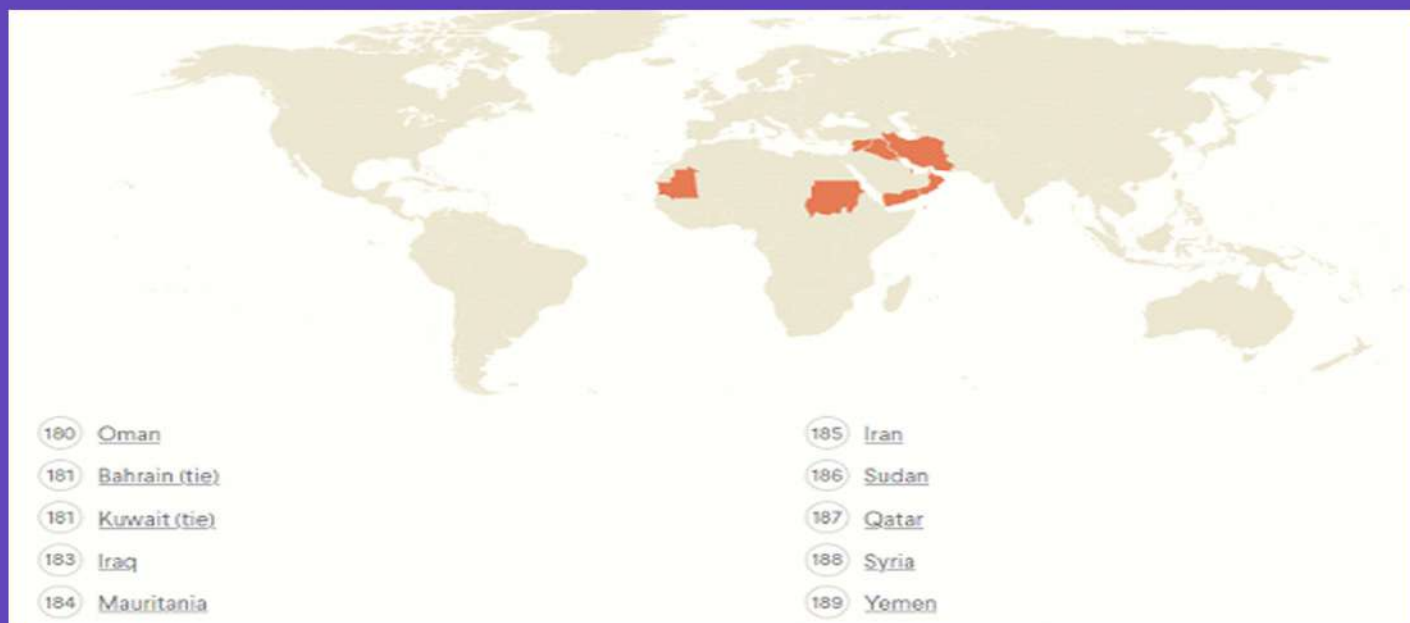 180 Oman
181 Bahrain (tie)
181 Kuwait (tie)
183 Iraq
184 Mauritania
185 Iran
186 Sudan
187 Qatar
188 Syria
189 Yemen